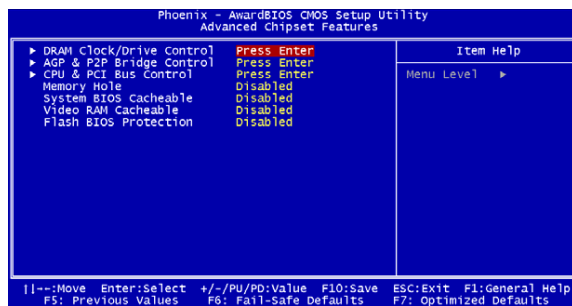 Phoenix - AwardBIOS CMOS Setup Utility
Advanced Chipset Features
▶ DRAM Clock/Drive Control Press Enter
▶ AGP & P2P Bridge Control Press Enter
▶ CPU & PCI Bus Control Press Enter
Memory Hole Disabled
System BIOS Cacheable Disabled
Video RAM Cacheable Disabled
Flash BIOS Protection Disabled
Item Help
Menu Level ▶
↑↓→←:Move Enter:Select +/-/PU/PD:Value F10:Save ESC:Exit F1:General Help
F5: Previous Values F6: Fail-Safe Defaults F7: Optimized Defaults